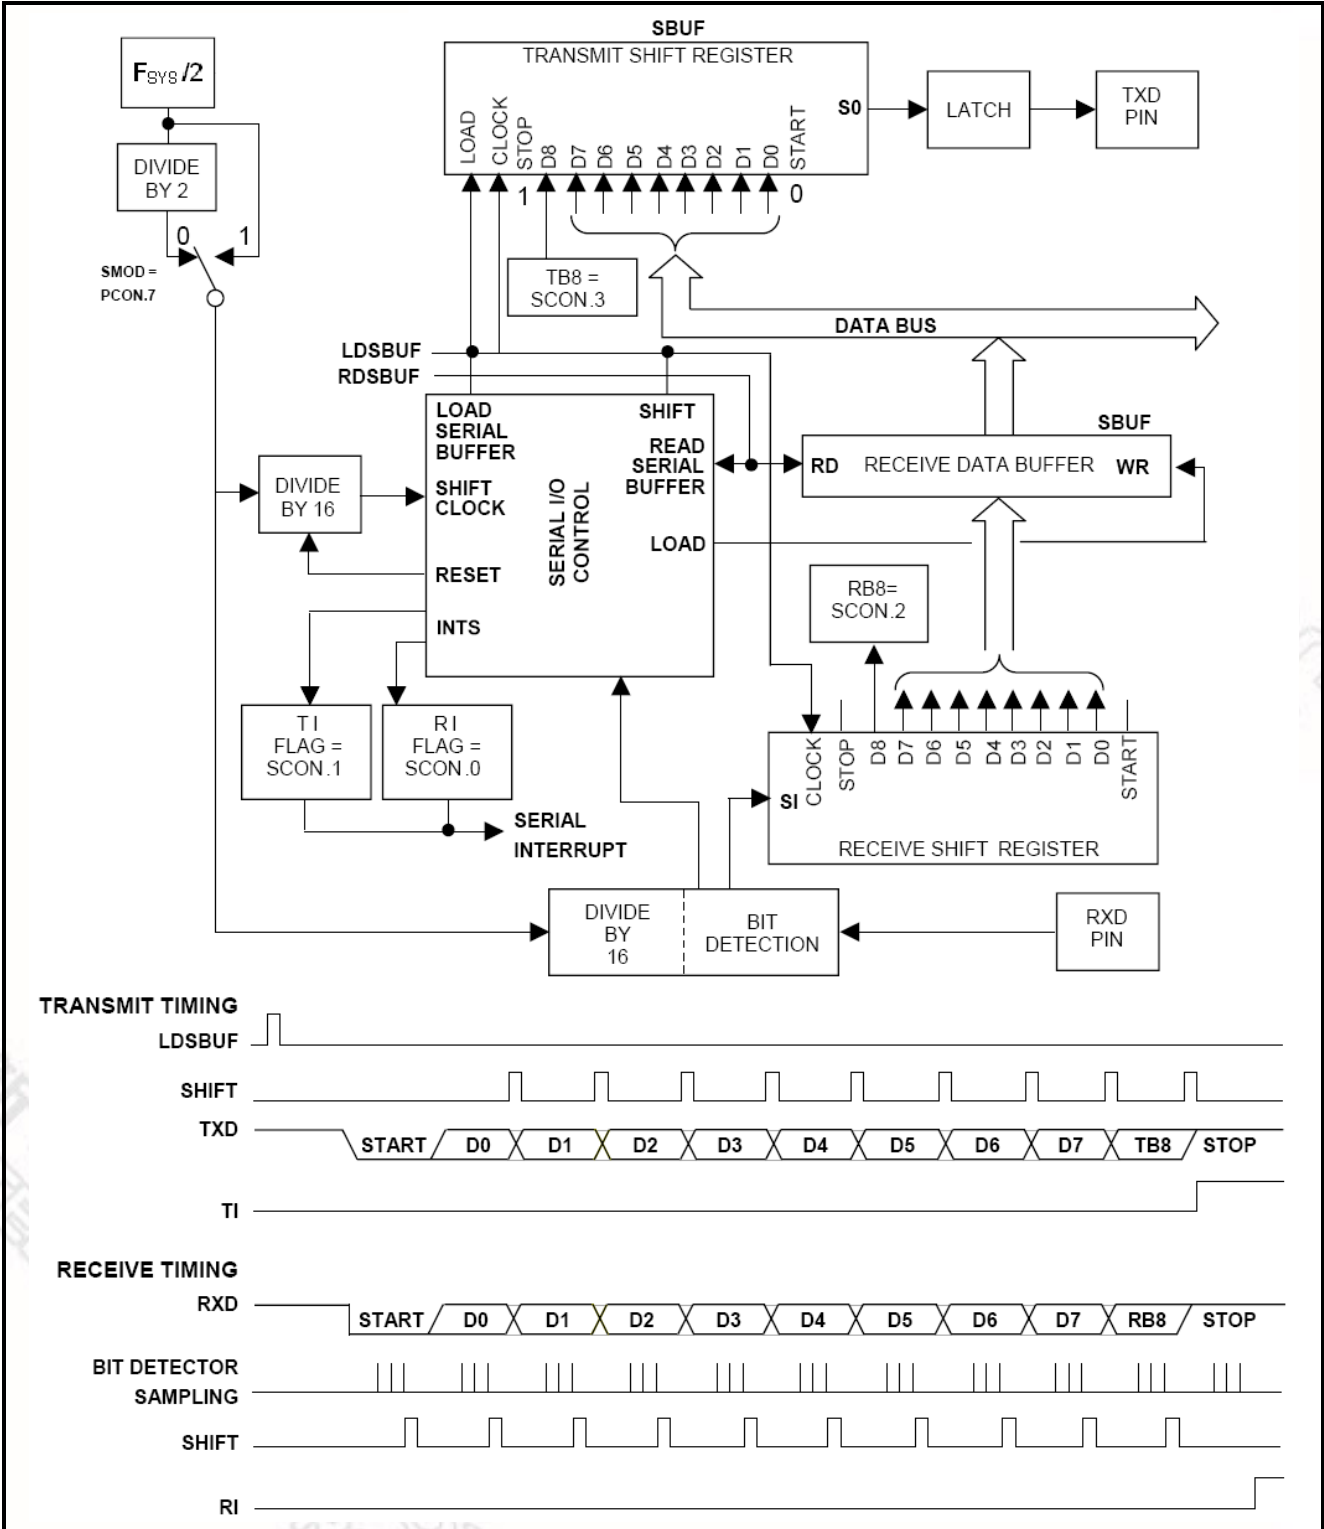 SBUF
TRANSMIT SHIFT REGISTER
FSYS /2
LOAD
CLOCK
STOP
D8
D7
D6
D5
D4
D3
D2
D1
D0
START
S0
LATCH
TXD
PIN
DIVIDE
BY 2
1
0
0
1
SMOD =
PCON.7
TB8 =
SCON.3
DATA BUS
LDSBUF
RDSBUF
LOAD
SERIAL
BUFFER
SHIFT
READ
SERIAL
BUFFER
SBUF
RD
RECEIVE DATA BUFFER
WR
DIVIDE
BY 16
SHIFT
CLOCK
SERIAL I/O
CONTROL
LOAD
RESET
INTS
RB8=
SCON.2
TI
FLAG =
SCON.1
RI
FLAG =
SCON.0
CLOCK
STOP
D8
D7
D6
D5
D4
D3
D2
D1
D0
START
SI
RECEIVE SHIFT REGISTER
SERIAL
INTERRUPT
DIVIDE
BY
16
BIT
DETECTION
RXD
PIN
TRANSMIT TIMING
LDSBUF
SHIFT
TXD
START D0 D1 D2 D3 D4 D5 D6 D7 TB8 STOP
TI
RECEIVE TIMING
RXD
START D0 D1 D2 D3 D4 D5 D6 D7 RB8 STOP
BIT DETECTOR
SAMPLING
SHIFT
RI